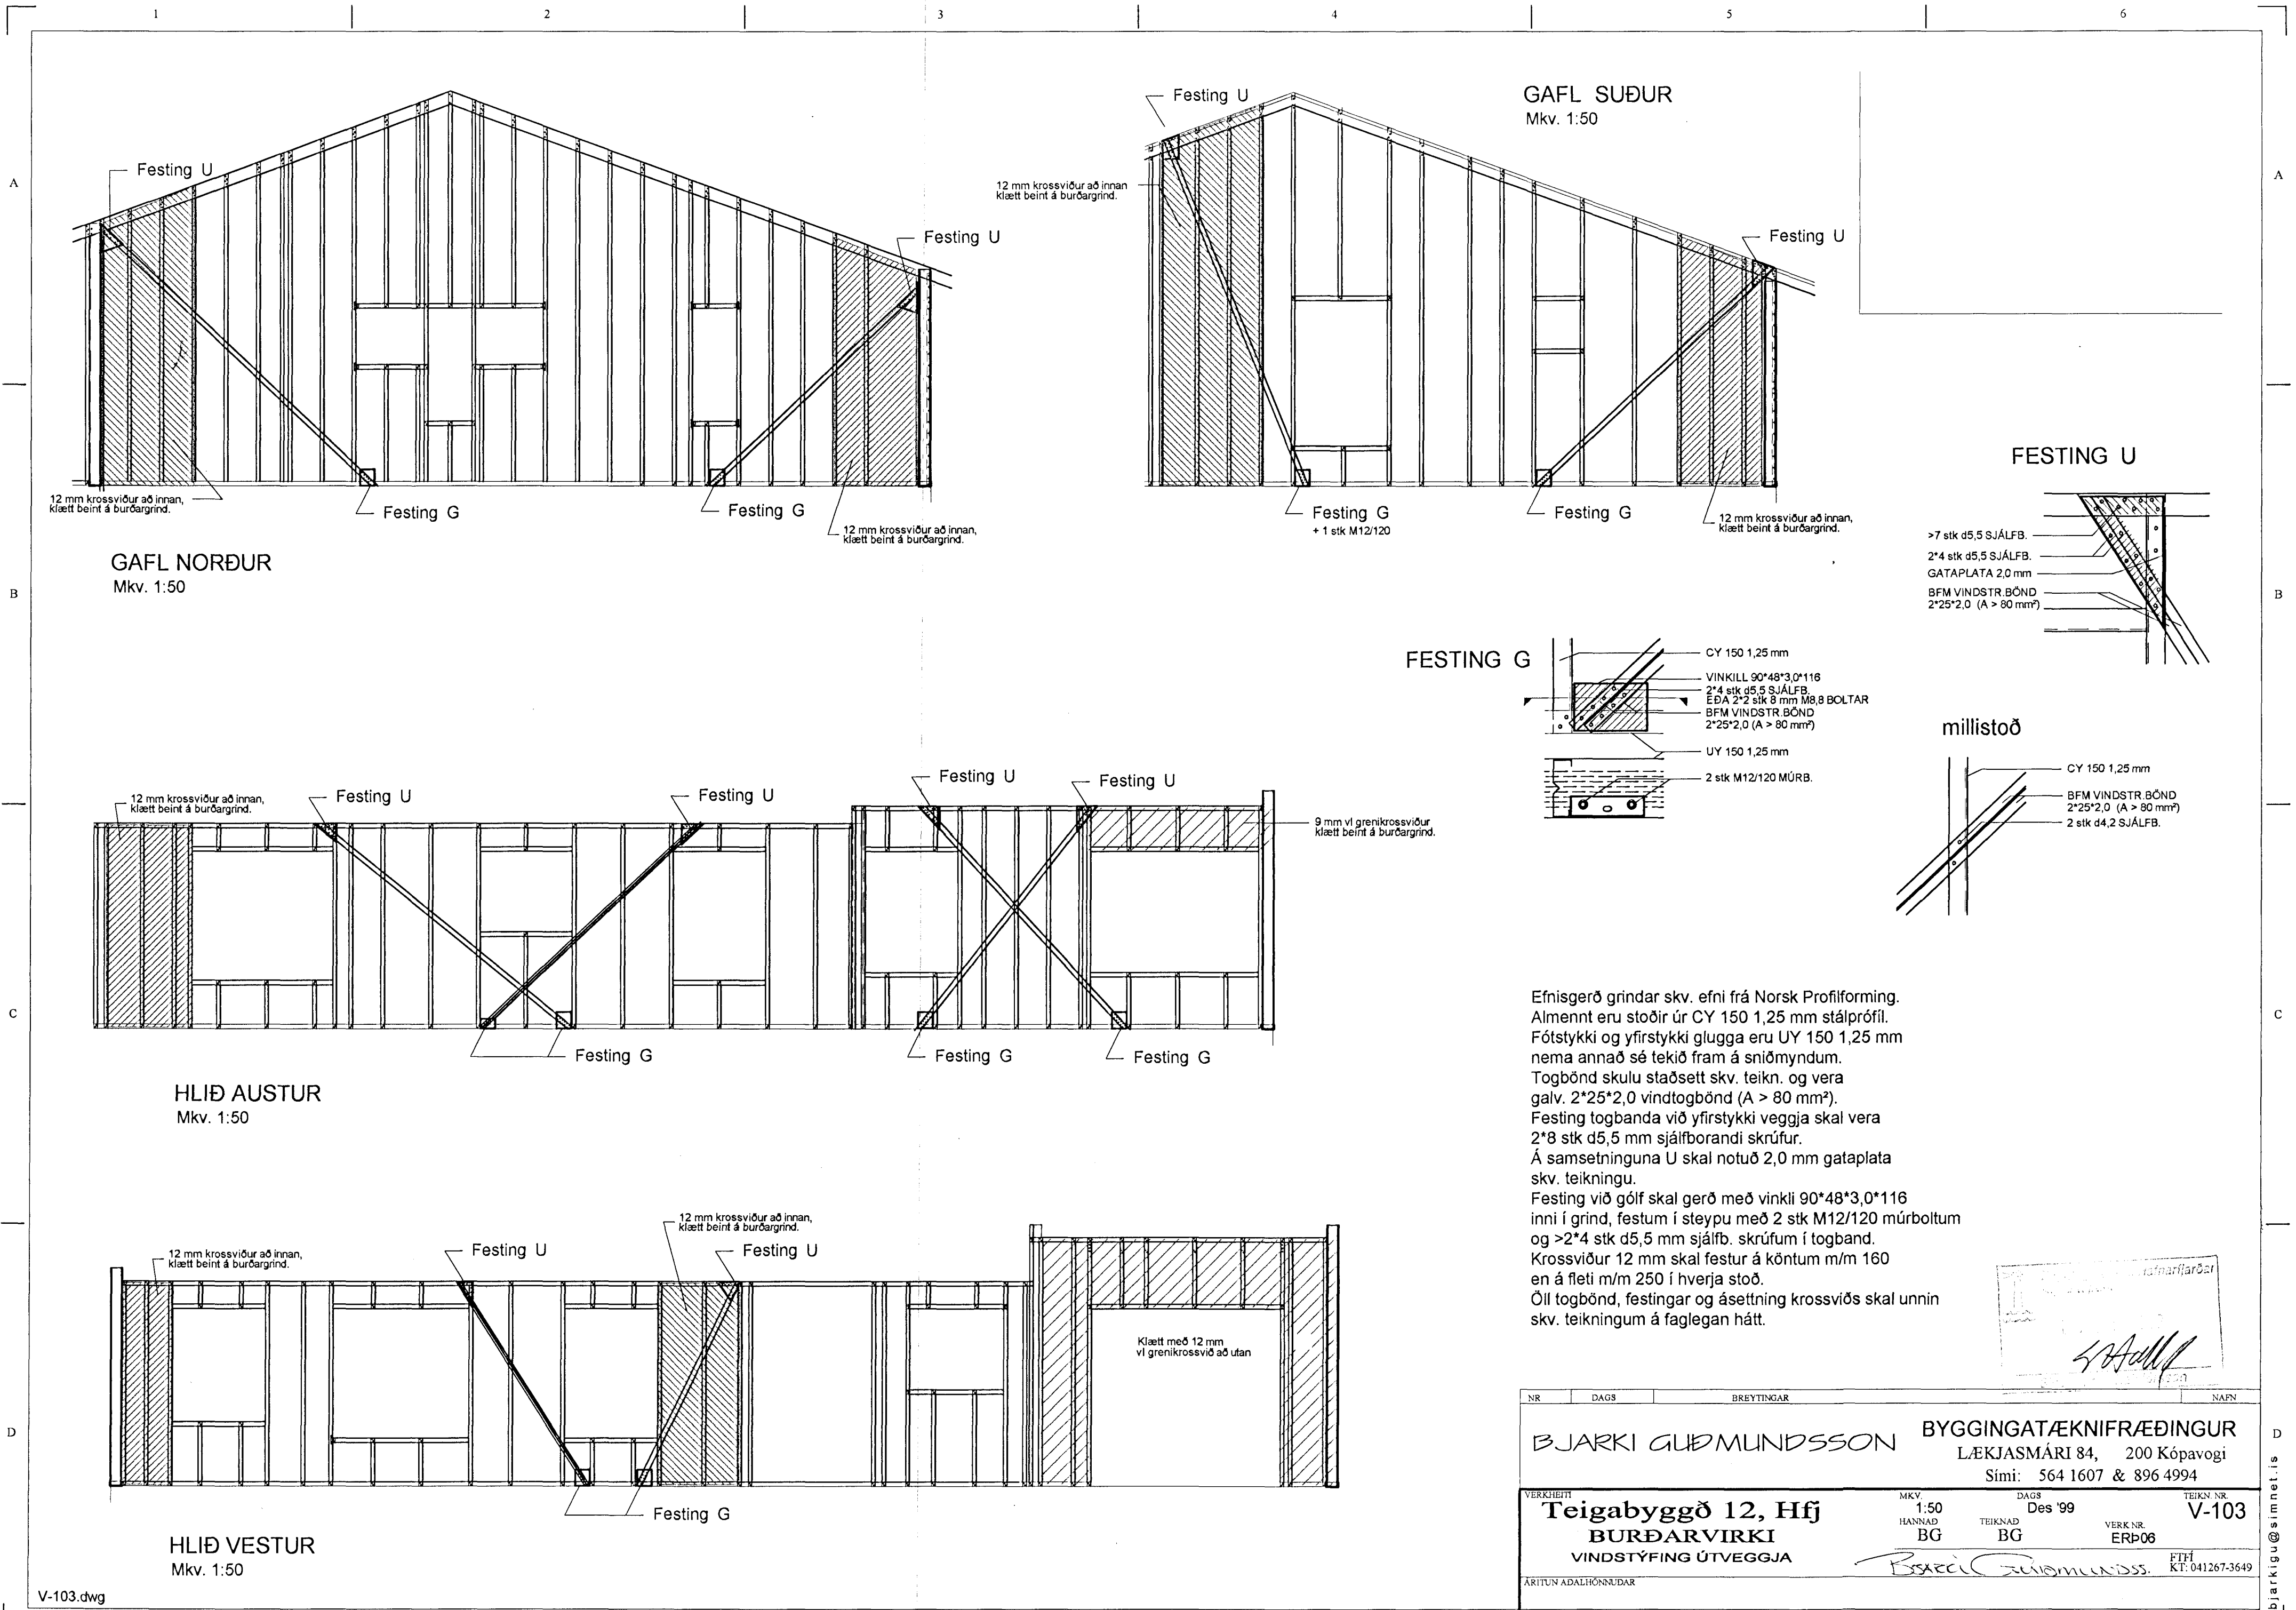 1
2
3
4
5
6
A
A
B
B
C
C
D
D
Festing U
Festing U
12 mm krossviður að innan,
klætt beint á burðargrind.
Festing G
Festing G
12 mm krossviður að innan,
klætt beint á burðargrind.
GAFL NORÐUR
Mkv. 1:50
Festing U
GAFL SUÐUR
Mkv. 1:50
12 mm krossviður að innan
klætt beint á burðargrind.
Festing U
Festing G
+ 1 stk M12/120
Festing G
12 mm krossviður að innan,
klætt beint á burðargrind.
FESTING U
>7 stk d5,5 SJÁLFB.
2*4 stk d5,5 SJÁLFB.
GATAPLATA 2,0 mm
BFM VINDSTR.BÖND
2*25*2,0 (A > 80 mm²)
FESTING G
CY 150 1,25 mm
VINKILL 90*48*3,0*116
2*4 stk d5,5 SJÁLFB.
EÐA 2*2 stk 8 mm M8,8 BOLTAR
BFM VINDSTR.BÖND
2*25*2,0 (A > 80 mm²)
UY 150 1,25 mm
2 stk M12/120 MÚRB.
millistoð
CY 150 1,25 mm
BFM VINDSTR.BÖND
2*25*2,0 (A > 80 mm²)
2 stk d4,2 SJÁLFB.
12 mm krossviður að innan,
klætt beint á burðargrind.
Festing U
Festing U
Festing U
Festing U
9 mm vl grenikrossviður
klætt beint á burðargrind.
Festing G
Festing G
Festing G
HLIÐ AUSTUR
Mkv. 1:50
12 mm krossviður að innan,
klætt beint á burðargrind.
Festing U
12 mm krossviður að innan,
klætt beint á burðargrind.
Festing U
Klætt með 12 mm
vl grenikrossvið að utan
Festing G
HLIÐ VESTUR
Mkv. 1:50
V-103.dwg
Efnisgerð grindar skv. efni frá Norsk Profilforming.
Almennt eru stoðir úr CY 150 1,25 mm stálprófíl.
Fótstykki og yfirstykki glugga eru UY 150 1,25 mm
nema annað sé tekið fram á sniðmyndum.
Togbönd skulu staðsett skv. teikn. og vera
galv. 2*25*2,0 vindtogbönd (A > 80 mm²).
Festing togbanda við yfirstykki veggja skal vera
2*8 stk d5,5 mm sjálfborandi skrúfur.
Á samsetninguna U skal notuð 2,0 mm gataplata
skv. teikningu.
Festing við gólf skal gerð með vinkli 90*48*3,0*116
inni í grind, festum í steypu með 2 stk M12/120 múrboltum
og >2*4 stk d5,5 mm sjálfb. skrúfum í togband.
Krossviður 12 mm skal festur á köntum m/m 160
en á fleti m/m 250 í hverja stoð.
Öll togbönd, festingar og ásettning krossviðs skal unnin
skv. teikningum á faglegan hátt.
NR DAGS BREYTINGAR NAFN
BJARKI GUÐMUNDSSON
BYGGINGATÆKNIFRÆÐINGUR
LÆKJASMÁRI 84, 200 Kópavogi
Sími: 564 1607 & 896 4994
VERKHEITI
Teigabyggð 12, Hfj
BURÐARVIRKI
VINDSTÝFING ÚTVEGGJA
MKV. DAGS TEIKN. NR.
1:50 Des '99 V-103
HANNAÐ TEIKNAÐ VERK NR.
BG BG ERÞ06
FTFÍ
KT: 041267-3649
ÁRITUN AÐALHÖNNUÐAR
bjarkigu@simnet.is